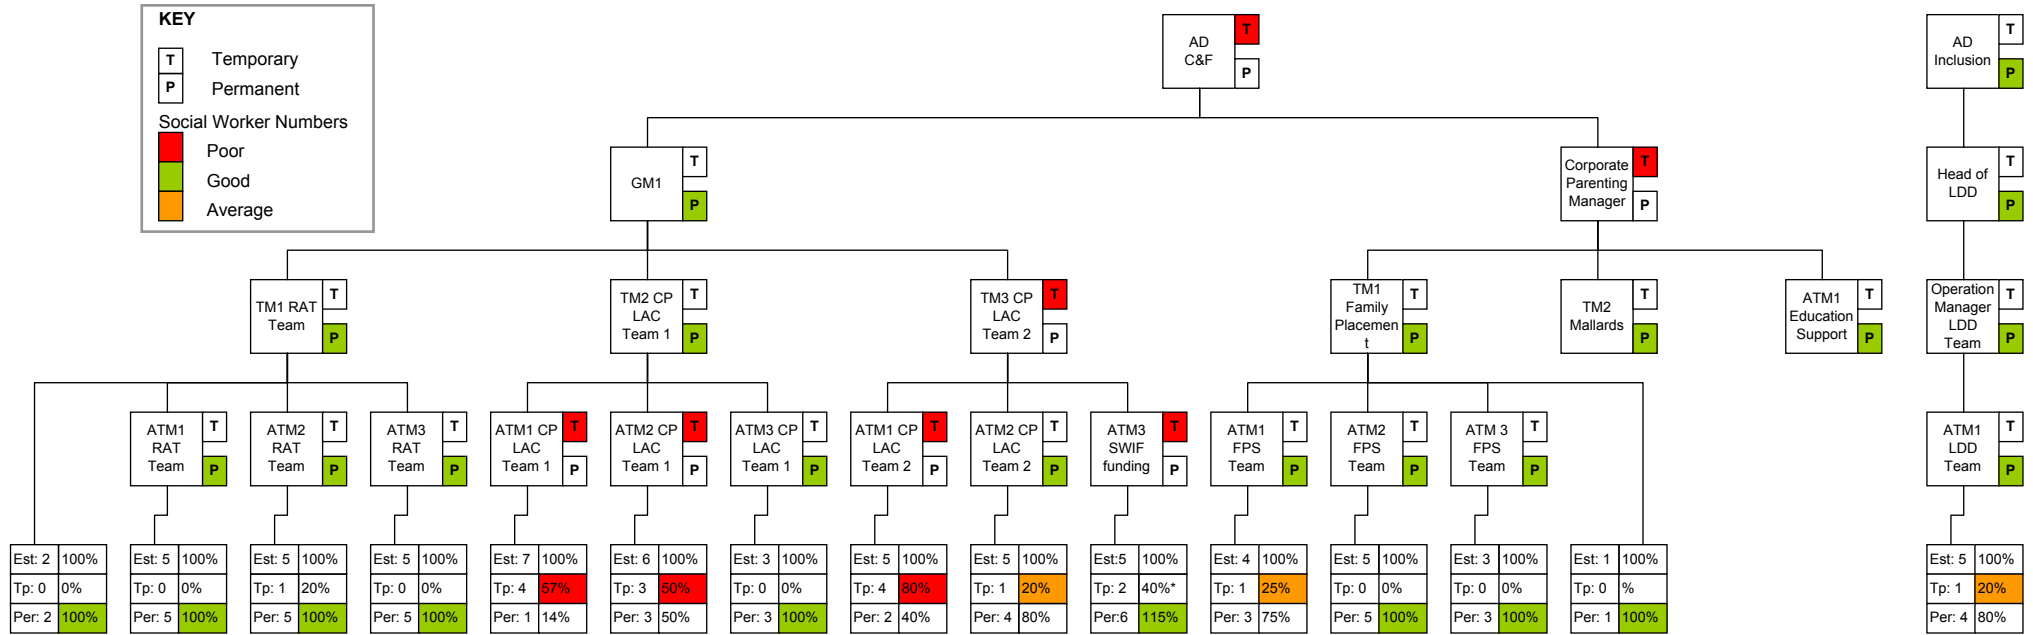 KEY
T Temporary
P Permanent
Social Worker Numbers
Poor
Good
Average
AD
C&F
T
P
AD
Inclusion
T
P
GM1
T
P
Corporate
Parenting
Manager
T
P
Head of
LDD
T
P
TM1 RAT
Team
T
P
TM2 CP
LAC
Team 1
T
P
TM3 CP
LAC
Team 2
T
P
TM1
Family
Placemen
t
T
P
TM2
Mallards
T
P
ATM1
Education
Support
T
P
Operation
Manager
LDD
Team
T
P
ATM1
RAT
Team
T
P
ATM2
RAT
Team
T
P
ATM3
RAT
Team
T
P
ATM1 CP
LAC
Team 1
T
P
ATM2 CP
LAC
Team 1
T
P
ATM3 CP
LAC
Team 1
T
P
ATM1 CP
LAC
Team 2
T
P
ATM2 CP
LAC
Team 2
T
P
ATM3
SWIF
funding
T
P
ATM1
FPS
Team
T
P
ATM2
FPS
Team
T
P
ATM 3
FPS
Team
T
P
ATM1
LDD
Team
T
P
Est: 2 100%
Tp: 0 0%
Per: 2 100%
Est: 5 100%
Tp: 0 0%
Per: 5 100%
Est: 5 100%
Tp: 1 20%
Per: 5 100%
Est: 5 100%
Tp: 0 0%
Per: 5 100%
Est: 7 100%
Tp: 4 57%
Per: 1 14%
Est: 6 100%
Tp: 3 50%
Per: 3 50%
Est: 3 100%
Tp: 0 0%
Per: 3 100%
Est: 5 100%
Tp: 4 80%
Per: 2 40%
Est: 5 100%
Tp: 1 20%
Per: 4 80%
Est:5 100%
Tp: 2 40%*
Per:6 115%
Est: 4 100%
Tp: 1 25%
Per: 3 75%
Est: 5 100%
Tp: 0 0%
Per: 5 100%
Est: 3 100%
Tp: 0 0%
Per: 3 100%
Est: 1 100%
Tp: 0 %
Per: 1 100%
Est: 5 100%
Tp: 1 20%
Per: 4 80%